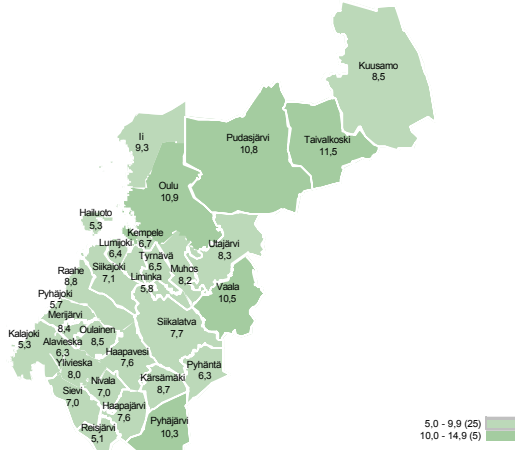 Kuusamo
8,5
Ii
9,3
Pudasjärvi
10,8
Taivalkoski
11,5
Oulu
10,9
Hailuoto
5,3
Kempele
6,7
Lumijoki
6,4
Tyrnävä
6,5
Utajärvi
8,3
Siikajoki
7,1
Raahe
8,8
Liminka
5,8
Muhos
8,2
Vaala
10,5
Pyhäjoki
5,7
Merijärvi
8,4
Siikalatva
7,7
Kalajoki
5,3
Oulainen
8,5
Alavieska
6,3
Haapavesi
7,6
Ylivieska
8,0
Pyhäntä
6,3
Kärsämäki
8,7
Nivala
7,0
Sievi
7,0
Haapajärvi
7,6
Pyhäjärvi
10,3
Reisjärvi
5,1
5,0 - 9,9 (25)
10,0 - 14,9 (5)